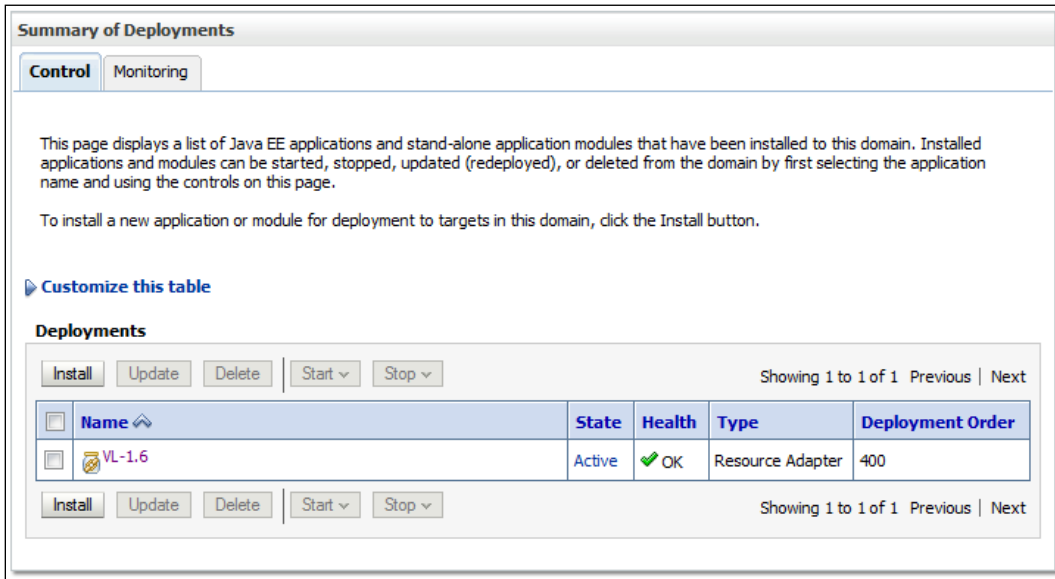 Summary of Deployments
Control Monitoring
This page displays a list of Java EE applications and stand-alone application modules that have been installed to this domain. Installed
applications and modules can be started, stopped, updated (redeployed), or deleted from the domain by first selecting the application
name and using the controls on this page.
To install a new application or module for deployment to targets in this domain, click the Install button.
Customize this table
Deployments
Install Update Delete Start Stop Showing 1 to 1 of 1 Previous | Next
Name State Health Type Deployment Order
VL-1.6 Active OK Resource Adapter 400
Install Update Delete Start Stop Showing 1 to 1 of 1 Previous | Next